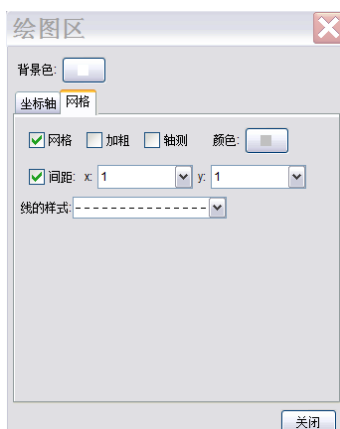 绘图区
背景色:
坐标轴 网格
网格 加粗 轴测 颜色:
间距: x: 1 y: 1
线的样式:
关闭